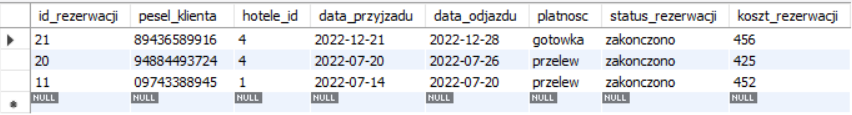 id_rezerwacji pesel_klienta hotele_id data_przyjzadu data_odjazdu platnosc status_rezerwacji koszt_rezerwacji
21 89436589916 4 2022-12-21 2022-12-28 gotowka zakonczono 456
20 94884493724 4 2022-07-20 2022-07-26 przelew zakonczono 425
11 09743388945 1 2022-07-14 2022-07-20 przelew zakonczono 452
NULL NULL NULL NULL NULL NULL NULL NULL